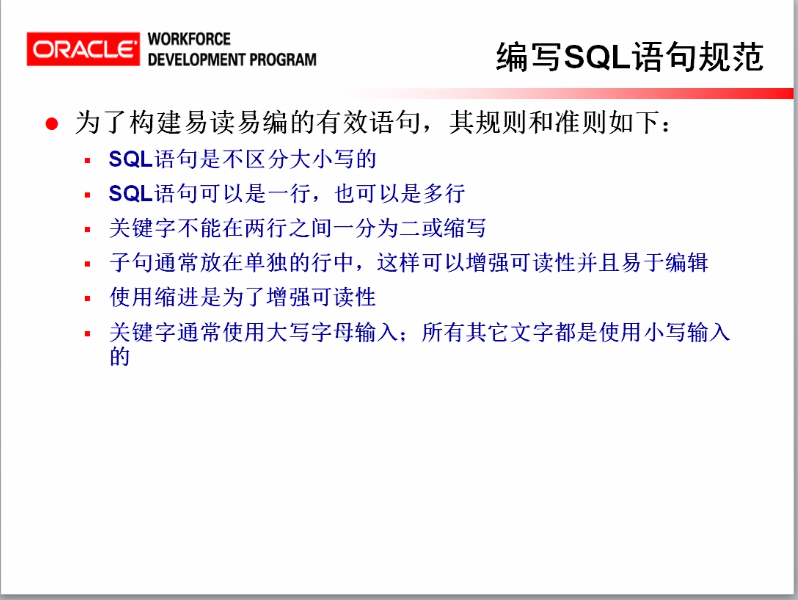 ORACLE WORKFORCE
DEVELOPMENT PROGRAM
编写SQL语句规范
为了构建易读易编的有效语句，其规则和准则如下：
SQL语句是不区分大小写的
SQL语句可以是一行，也可以是多行
关键字不能在两行之间一分为二或缩写
子句通常放在单独的行中，这样可以增强可读性并且易于编辑
使用缩进是为了增强可读性
关键字通常使用大写字母输入；所有其它文字都是使用小写输入
的